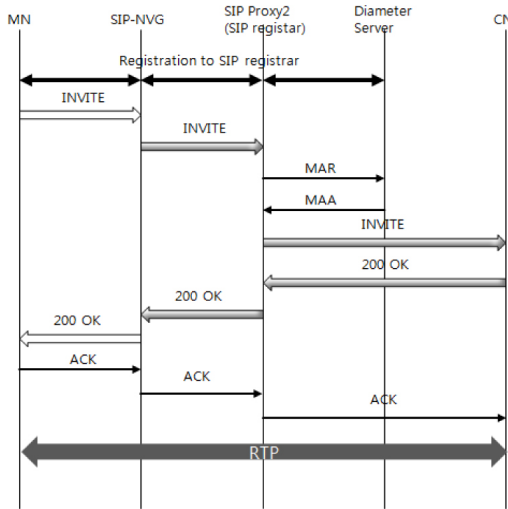 MN
SIP-NVG
SIP Proxy2
(SIP registar)
Diameter
Server
CN
Registration to SIP registrar
INVITE
INVITE
MAR
MAA
INVITE
200 OK
200 OK
200 OK
ACK
ACK
ACK
RTP